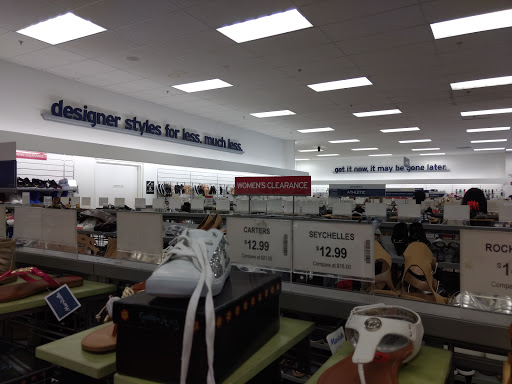 designer styles for less. much less.
get it now, it may be gone later.
WOMEN'S CLEARANCE
ATHLETIC
CARTERS
$12.99
SEYCHELLES
$12.99
ROCK